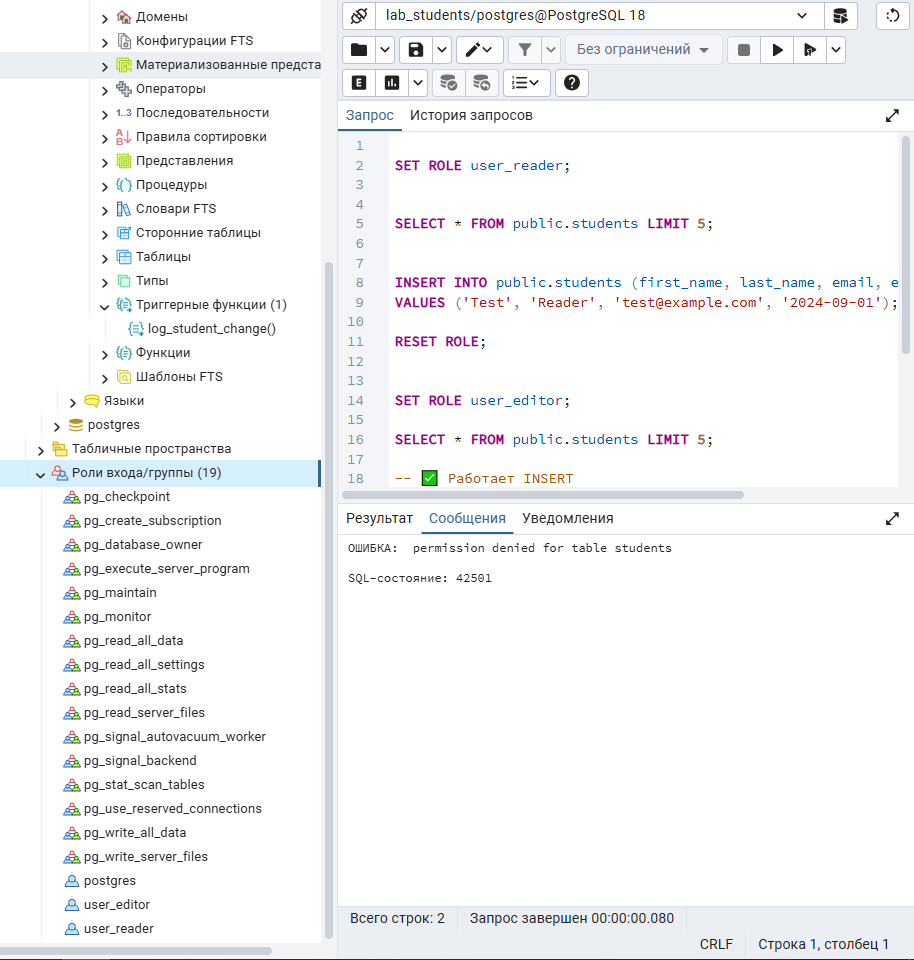 Домены
Конфигурации FTS
Материализованные предста
Операторы
1..3 Последовательности
Правила сортировки
Представления
Процедуры
Словари FTS
Сторонние таблицы
Таблицы
Типы
Триггерные функции (1)
log_student_change()
Функции
Шаблоны FTS
Языки
postgres
Табличные пространства
Роли входа/группы (19)
pg_checkpoint
pg_create_subscription
pg_database_owner
pg_execute_server_program
pg_maintain
pg_monitor
pg_read_all_data
pg_read_all_settings
pg_read_all_stats
pg_read_server_files
pg_signal_autovacuum_worker
pg_signal_backend
pg_stat_scan_tables
pg_use_reserved_connections
pg_write_all_data
pg_write_server_files
postgres
user_editor
user_reader
lab_students/postgres@PostgreSQL 18
Без ограничений
E
Запрос История запросов
1
2 SET ROLE user_reader;
3
4
5 SELECT * FROM public.students LIMIT 5;
6
7
8 INSERT INTO public.students (first_name, last_name, email, e
9 VALUES ('Test', 'Reader', 'test@example.com', '2024-09-01');
10
11 RESET ROLE;
12
13
14 SET ROLE user_editor;
15
16 SELECT * FROM public.students LIMIT 5;
17
18 -- ✅ Работает INSERT
Результат Сообщения Уведомления
ОШИБКА:  permission denied for table students
SQL-состояние: 42501
Всего строк: 2 Запрос завершен 00:00:00.080
CRLF Строка 1, столбец 1